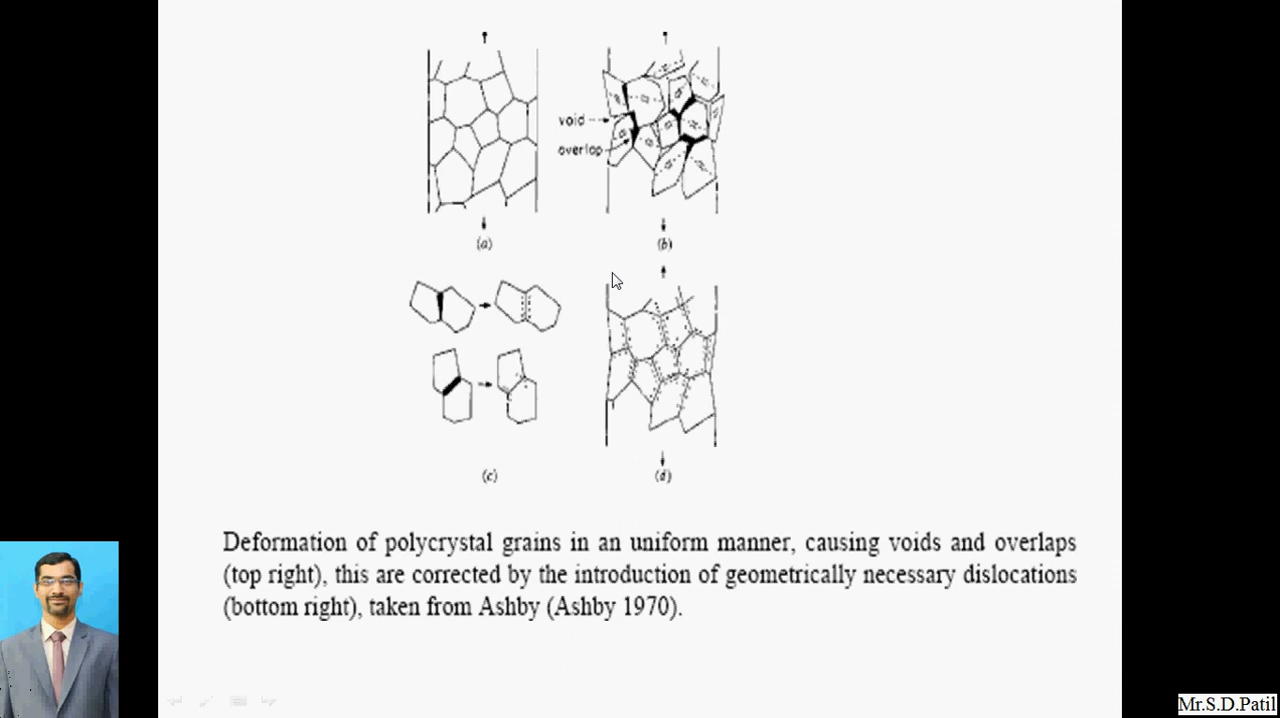 void
overlap
(a)
(b)
(c)
(d)
Deformation of polycrystal grains in an uniform manner, causing voids and overlaps
(top right), this are corrected by the introduction of geometrically necessary dislocations
(bottom right), taken from Ashby (Ashby 1970).
Mr.S.D.Patil